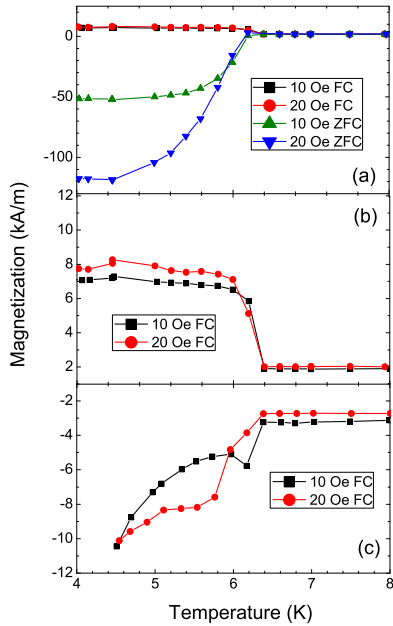 0
-50
-100
10 Oe FC
20 Oe FC
10 Oe ZFC
20 Oe ZFC
(a)
12
10
8
6
4
2
(b)
10 Oe FC
20 Oe FC
Magnetization (kA/m)
-2
-4
-6
-8
-10
-12
10 Oe FC
20 Oe FC
(c)
4
5
6
7
8
Temperature (K)